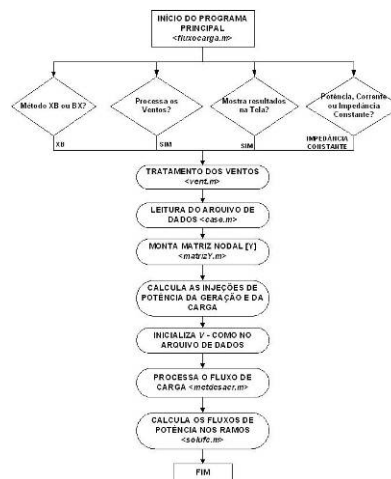 INÍCIO DO PROGRAMA
PRINCIPAL
<fluxocarga.m>
Método XB ou BX?
Processa os
Ventos?
Mostra resultados
na Tela?
Potência, Corrente
ou Impedância
Constante?
XB
SIM
SIM
IMPEDÂNCIA
CONSTANTE
TRATAMENTO DOS VENTOS
<vent.m>
LEITURA DO ARQUIVO DE
DADOS <case.m>
MONTA MATRIZ NODAL [Y]
<matrizY.m>
CALCULA AS INJEÇÕES DE
POTÊNCIA DA GERAÇÃO E DA
CARGA
INICIALIZA V - COMO NO
ARQUIVO DE DADOS
PROCESSA O FLUXO DE
CARGA <metdesacr.m>
CALCULA OS FLUXOS DE
POTÊNCIA NOS RAMOS
<solufc.m>
FIM